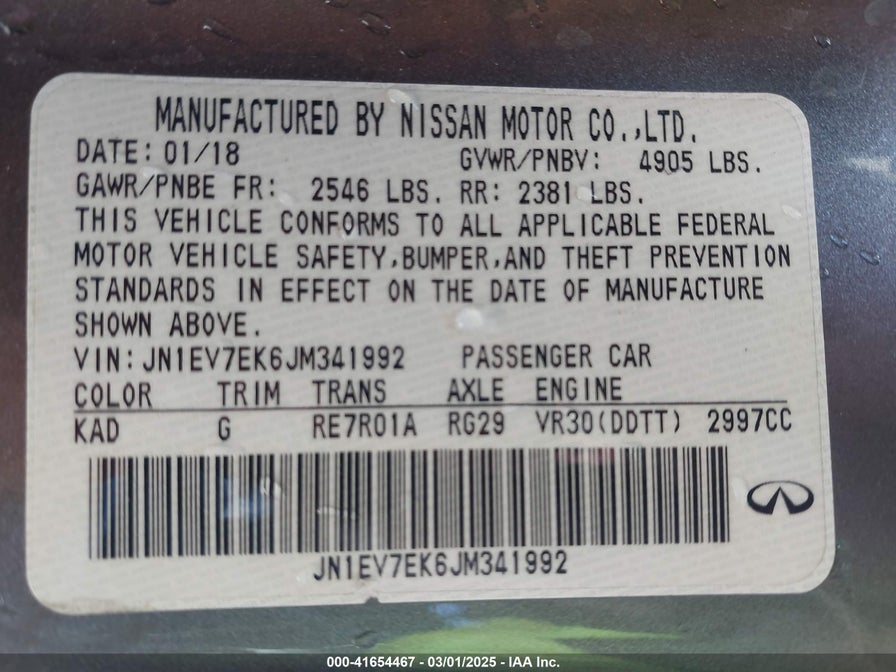 MANUFACTURED BY NISSAN MOTOR CO.,LTD.
DATE: 01/18 GVWR/PNBV: 4905 LBS.
GAWR/PNBE FR: 2546 LBS. RR: 2381 LBS.
THIS VEHICLE CONFORMS TO ALL APPLICABLE FEDERAL
MOTOR VEHICLE SAFETY,BUMPER,AND THEFT PREVENTION
STANDARDS IN EFFECT ON THE DATE OF MANUFACTURE
SHOWN ABOVE.
VIN:JN1EV7EK6JM341992 PASSENGER CAR
COLOR TRIM TRANS AXLE ENGINE
KAD G RE7R01A RG29 VR30(DDTT) 2997CC
JN1EV7EK6JM341992
000-41654467 - 03/01/2025 - IAA Inc.